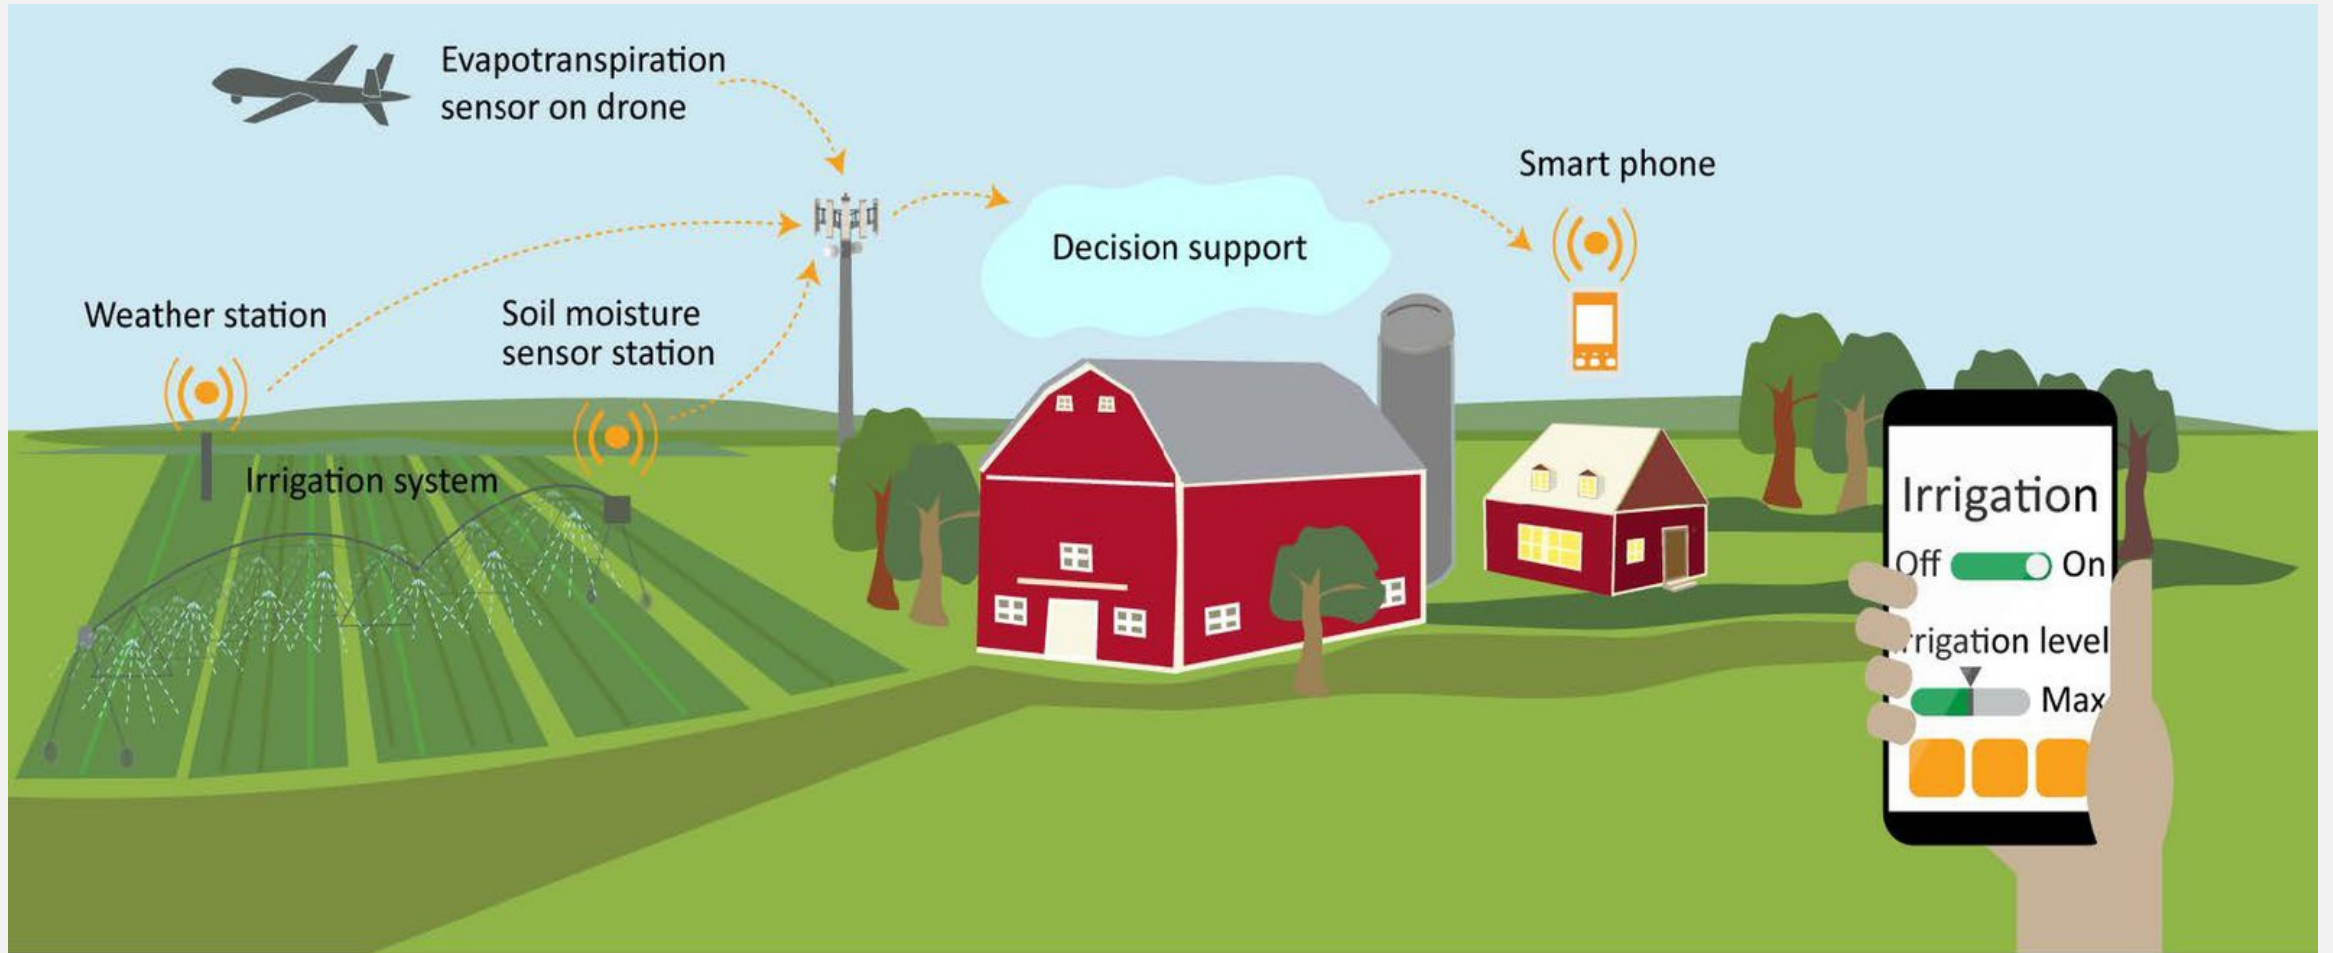 Evapotranspiration
sensor on drone
Smart phone
Decision support
Weather station
Soil moisture
sensor station
Irrigation system
Irrigation
Off On
rrigation level
Max